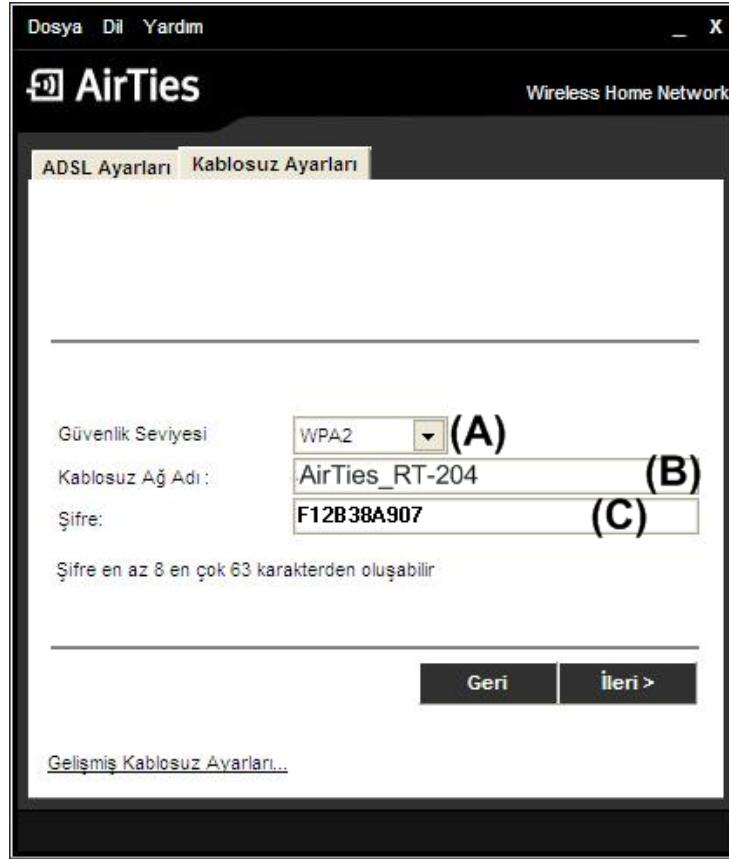 Dosya Dil Yardım _ X
AirTies
Wireless Home Network
ADSL Ayarları Kablosuz Ayarları
Güvenlik Seviyesi WPA2 (A)
Kablosuz Ağ Adı : AirTies_RT-204 (B)
Şifre: F12B38A907 (C)
Şifre en az 8 en çok 63 karakterden oluşabilir
Geri İleri >
Gelişmiş Kablosuz Ayarları...